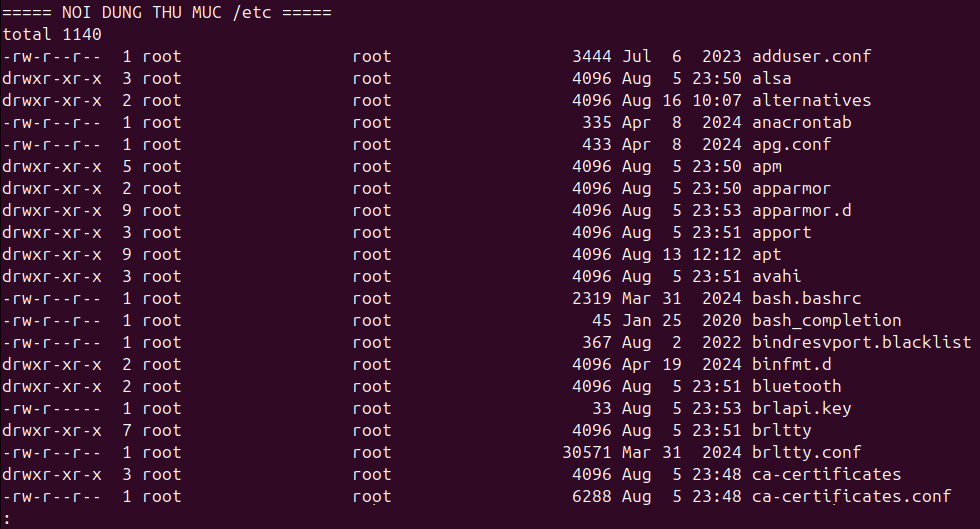 ===== NOI DUNG THU MUC /etc =====
total 1140
-rw-r--r--  1 root                 root                  3444 Jul  6  2023 adduser.conf
drwxr-xr-x  3 root                 root                  4096 Aug  5 23:50 alsa
drwxr-xr-x  2 root                 root                  4096 Aug 16 10:07 alternatives
-rw-r--r--  1 root                 root                   335 Apr  8  2024 anacrontab
-rw-r--r--  1 root                 root                   433 Apr  8  2024 apg.conf
drwxr-xr-x  5 root                 root                  4096 Aug  5 23:50 apm
drwxr-xr-x  2 root                 root                  4096 Aug  5 23:50 apparmor
drwxr-xr-x  9 root                 root                  4096 Aug  5 23:53 apparmor.d
drwxr-xr-x  3 root                 root                  4096 Aug  5 23:51 apport
drwxr-xr-x  9 root                 root                  4096 Aug 13 12:12 apt
drwxr-xr-x  3 root                 root                  4096 Aug  5 23:51 avahi
-rw-r--r--  1 root                 root                  2319 Mar 31  2024 bash.bashrc
-rw-r--r--  1 root                 root                    45 Jan 25  2020 bash_completion
-rw-r--r--  1 root                 root                   367 Aug  2  2022 bindresvport.blacklist
drwxr-xr-x  2 root                 root                  4096 Apr 19  2024 binfmt.d
drwxr-xr-x  2 root                 root                  4096 Aug  5 23:51 bluetooth
-rw-r-----  1 root                 root                    33 Aug  5 23:53 brlapi.key
drwxr-xr-x  7 root                 root                  4096 Aug  5 23:51 brltty
-rw-r--r--  1 root                 root                 30571 Mar 31  2024 brltty.conf
drwxr-xr-x  3 root                 root                  4096 Aug  5 23:48 ca-certificates
-rw-r--r--  1 root                 root                  6288 Aug  5 23:48 ca-certificates.conf
: